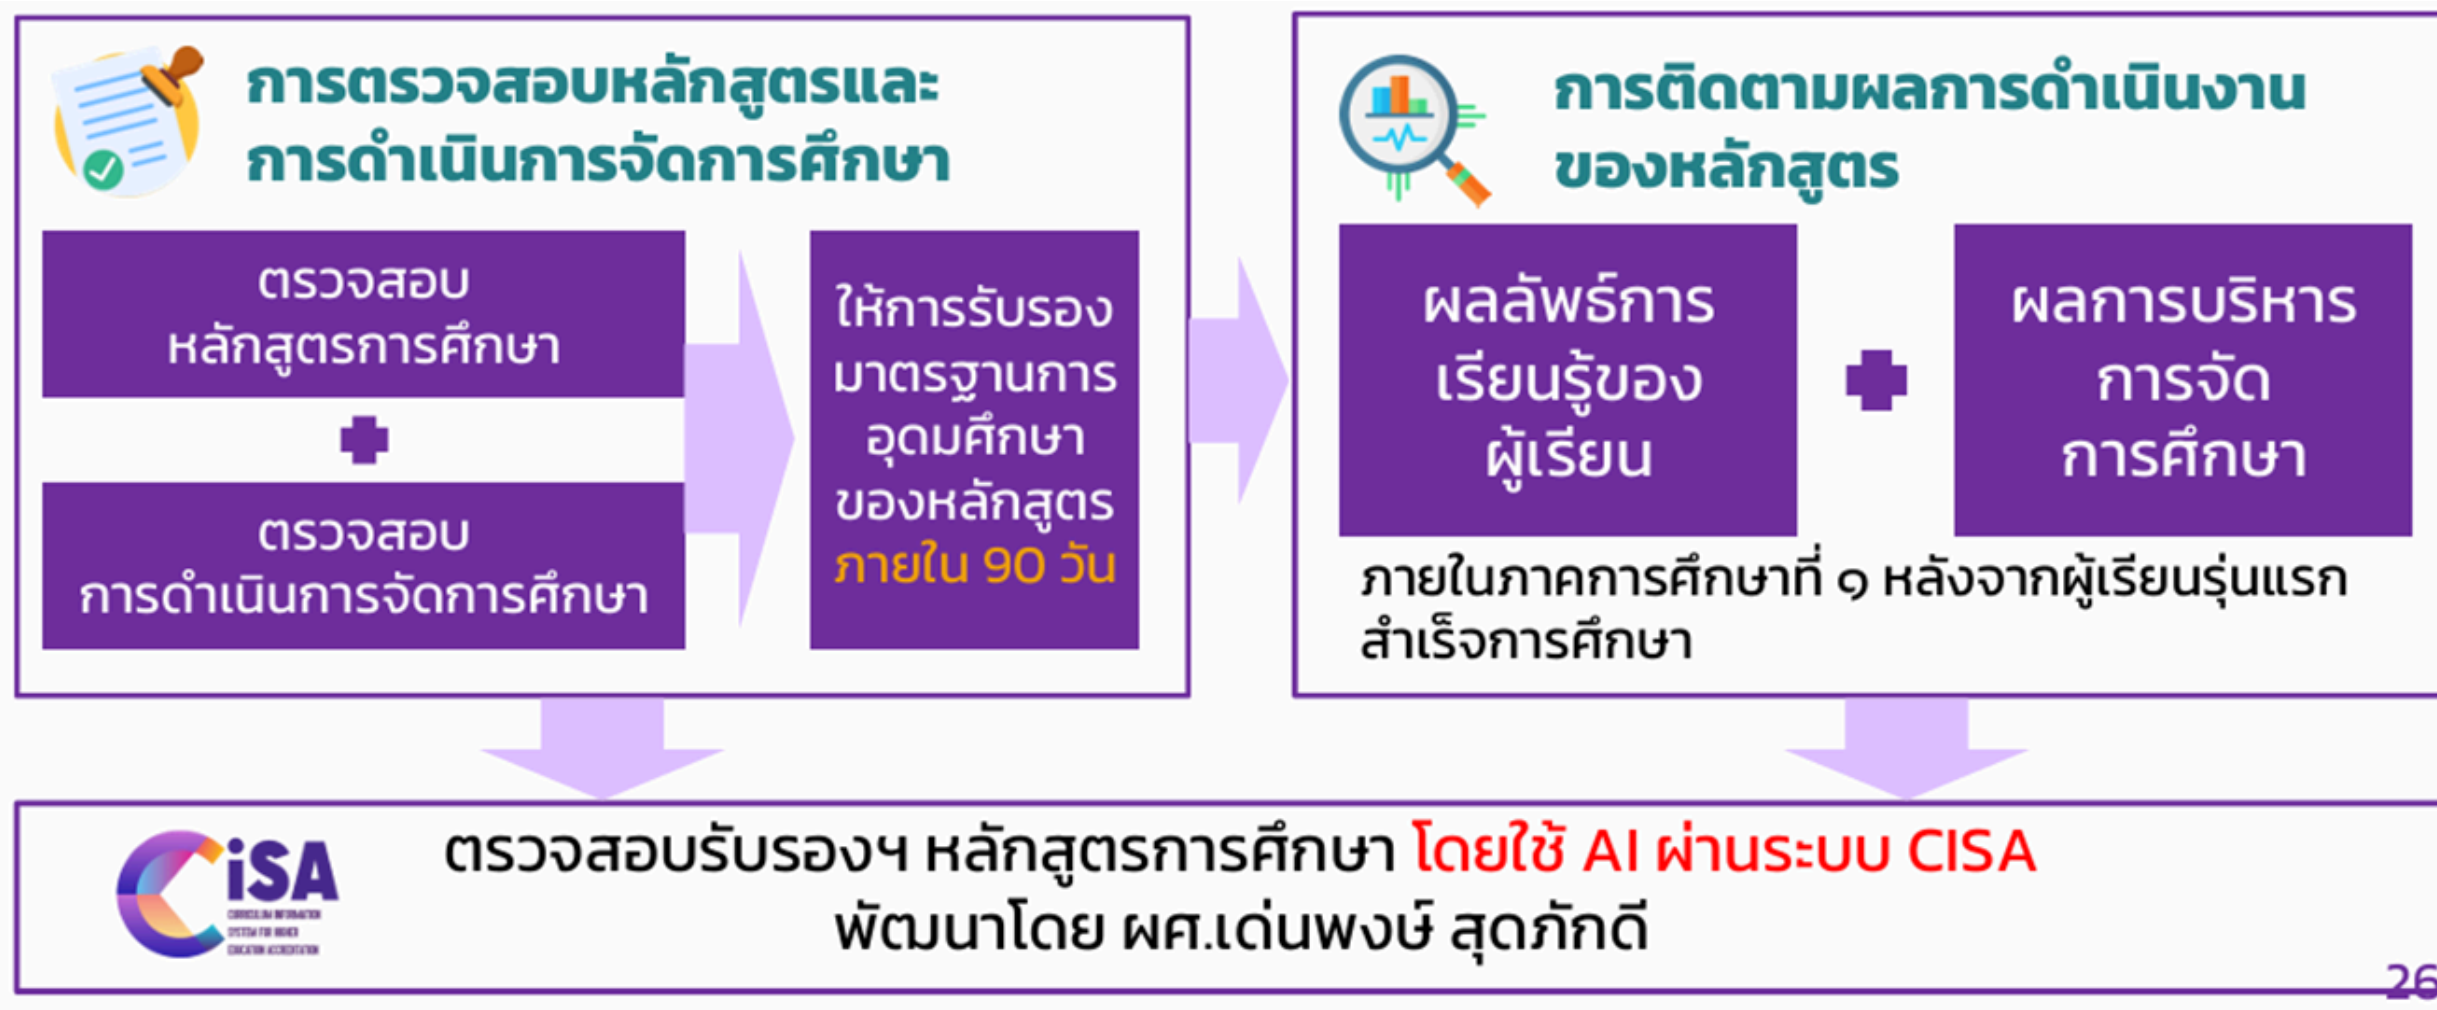 การตรวจสอบหลักสูตรและ
การดำเนินการจัดการศึกษา
ตรวจสอบ
หลักสูตรการศึกษา
ตรวจสอบ
การดำเนินการจัดการศึกษา
ให้การรับรอง
มาตรฐานการ
อุดมศึกษา
ของหลักสูตร
ภายใน 90 วัน
การติดตามผลการดำเนินงาน
ของหลักสูตร
ผลลัพธ์การ
เรียนรู้ของ
ผู้เรียน
ผลการบริหาร
การจัด
การศึกษา
ภายในภาคการศึกษาที่ ๑ หลังจากผู้เรียนรุ่นแรก
สำเร็จการศึกษา
CiSA
CURRICULUM INFORMATION
SYSTEM FOR HIGHER
EDUCATION ACCREDITATION
ตรวจสอบรับรองฯ หลักสูตรการศึกษา โดยใช้ AI ผ่านระบบ CISA
พัฒนาโดย ผศ.เด่นพงษ์ สุดภักดี
26